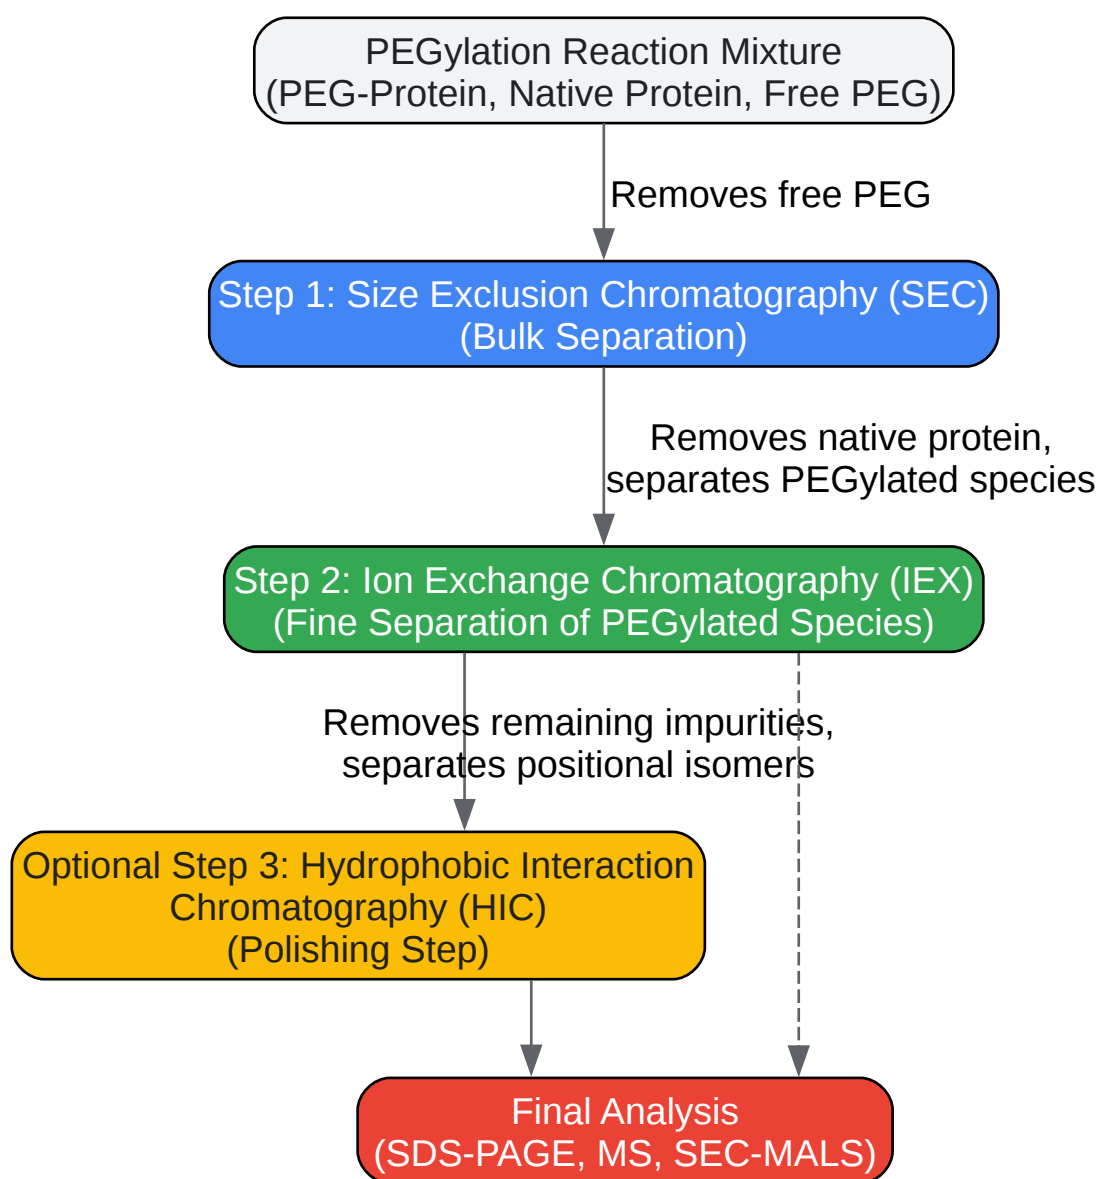 PEGylation Reaction Mixture
(PEG-Protein, Native Protein, Free PEG)
Removes free PEG
Step 1: Size Exclusion Chromatography (SEC)
(Bulk Separation)
Removes native protein,
separates PEGylated species
Step 2: Ion Exchange Chromatography (IEX)
(Fine Separation of PEGylated Species)
Removes remaining impurities,
separates positional isomers
Optional Step 3: Hydrophobic Interaction
Chromatography (HIC)
(Polishing Step)
Final Analysis
(SDS-PAGE, MS, SEC-MALS)